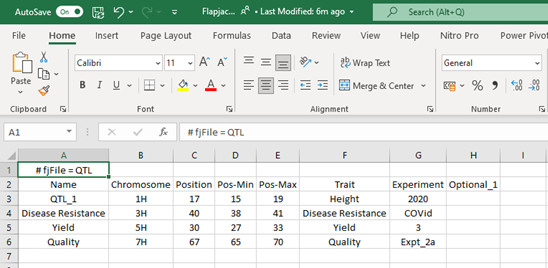 AutoSave On Flapjac... Last Modified: 6m ago Search (Alt+Q)
File Home Insert Page Layout Formulas Data Review View Help Nitro Pro Power Pivot
Paste
Calibri 11 A A ab Wrap Text General
B I U A Merge & Center $ % 9
Clipboard Font Alignment Number
A1 fx # fjFile = QTL
A B C D E F G H I
1 # fjFile = QTL
2 Name Chromosome Position Pos-Min Pos-Max Trait Experiment Optional_1
3 QTL_1 1H 17 15 19 Height 2020
4 Disease Resistance 3H 40 38 41 Disease Resistance COVid
5 Yield 5H 30 27 33 Yield 3
6 Quality 7H 67 65 70 Quality Expt_2a